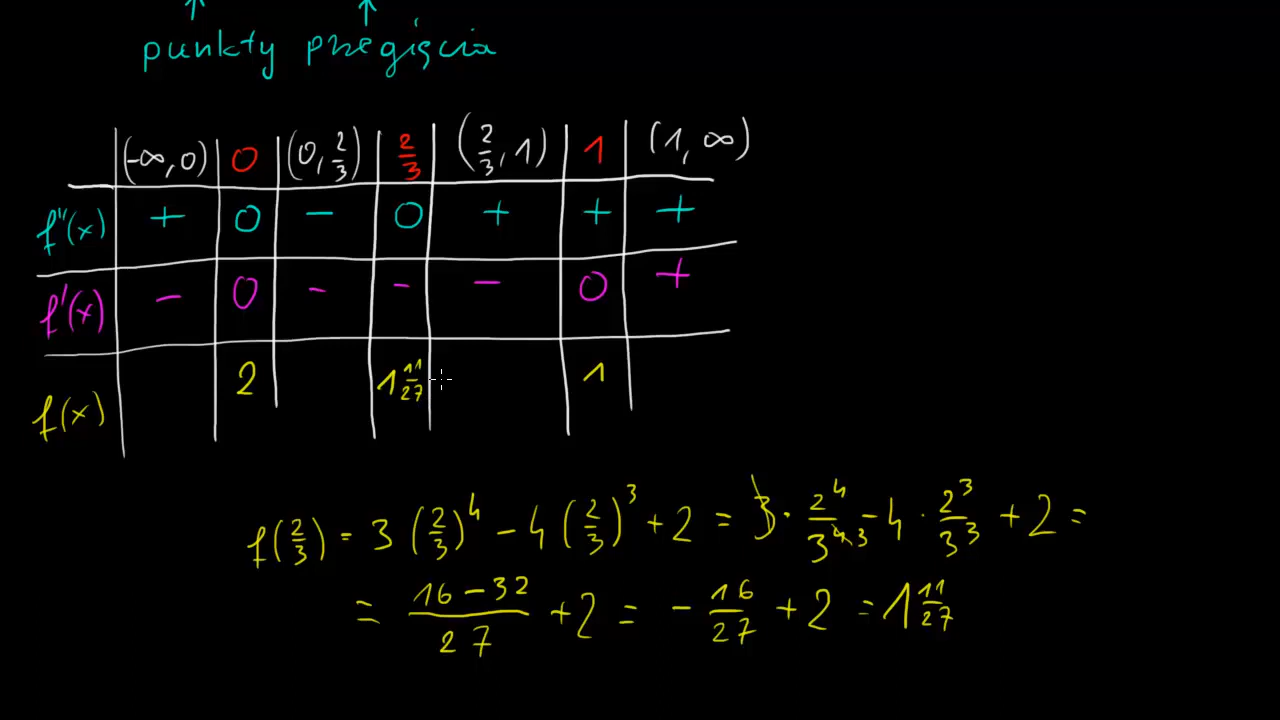 punkty przegięcia
(-∞, 0) 0 (0, 2/3) 2/3 (2/3, 1) 1 (1, ∞)
f''(x) + 0 - 0 + + +
f'(x) - 0 - - - 0 +
f(x) 2 1 11/27 1
f(2/3) = 3 (2/3)^4 - 4 (2/3)^3 + 2 = 3 · 2^4/3^4 3 - 4 · 2^3/3^3 + 2 =
= (16 - 32)/27 + 2 = - 16/27 + 2 = 1 11/27